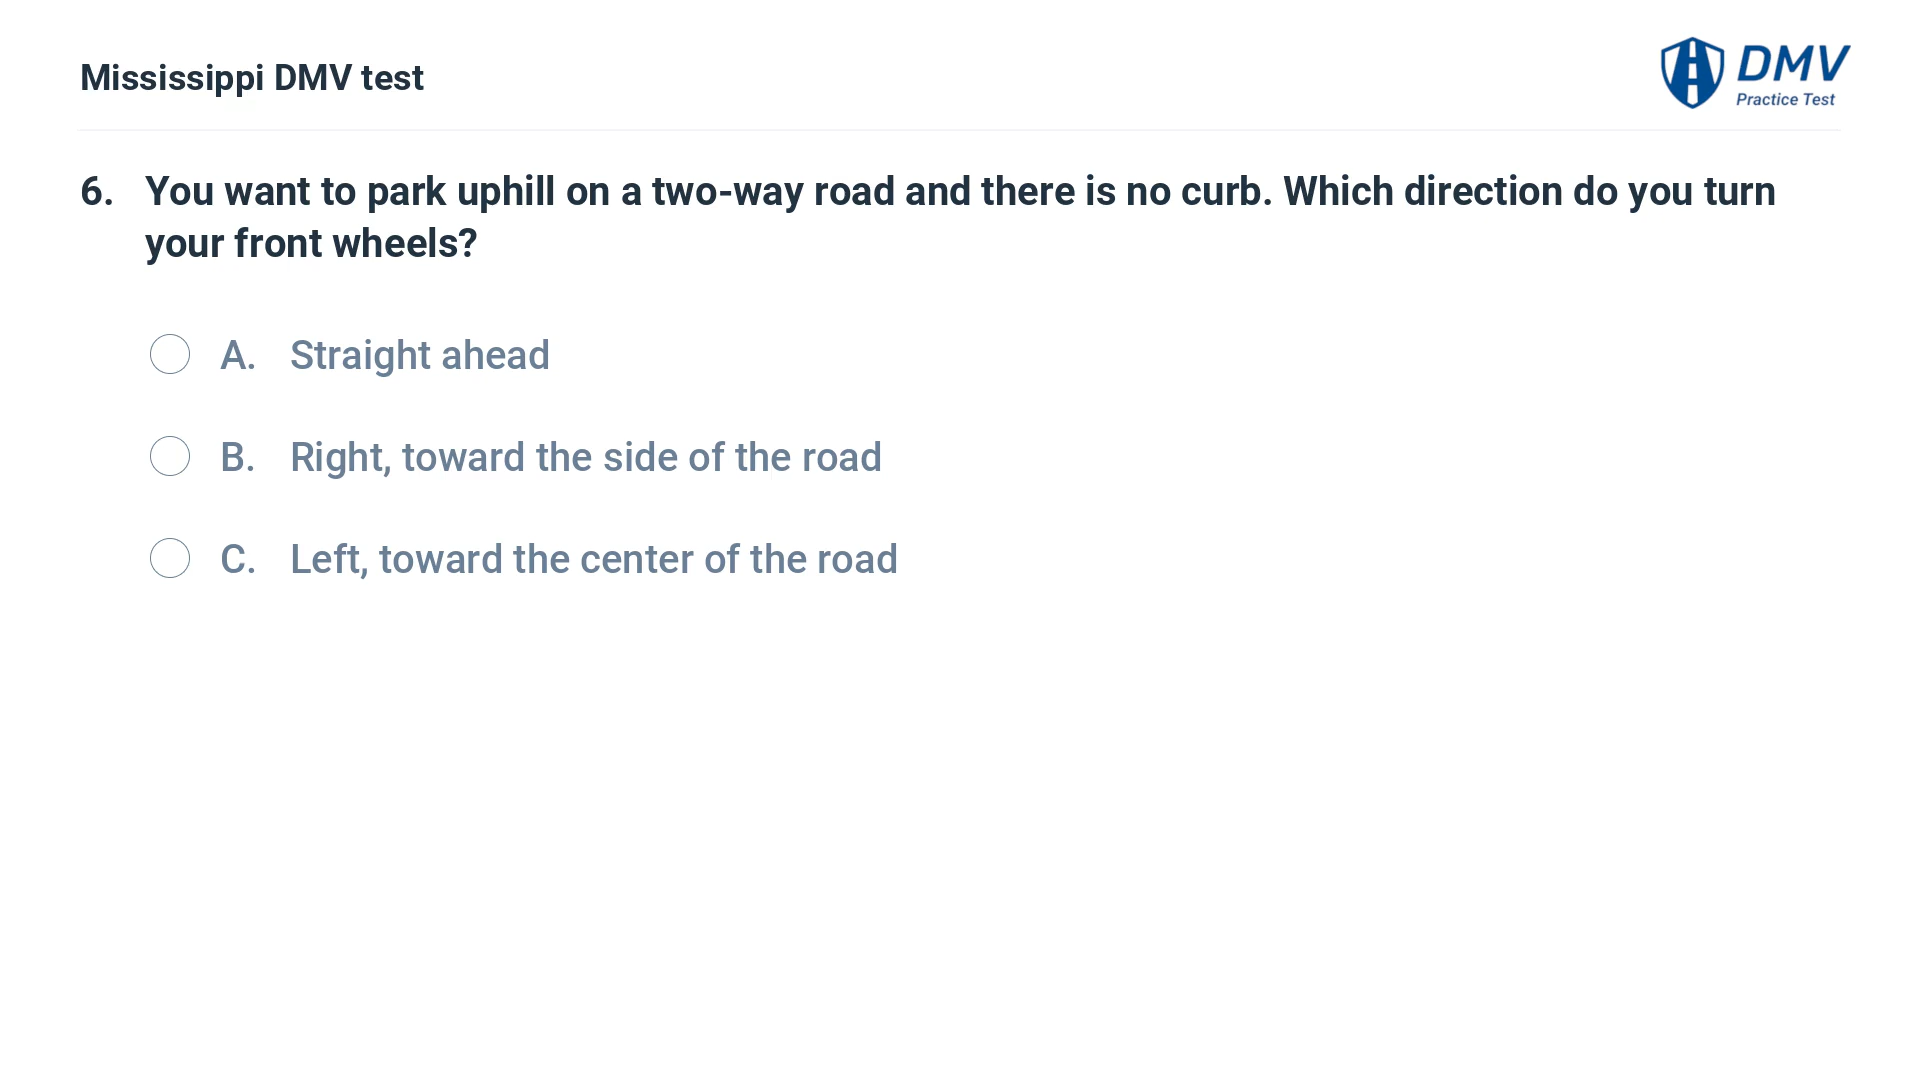 Mississippi DMV test
DMV
Practice Test
6. You want to park uphill on a two-way road and there is no curb. Which direction do you turn
your front wheels?
A. Straight ahead
B. Right, toward the side of the road
C. Left, toward the center of the road